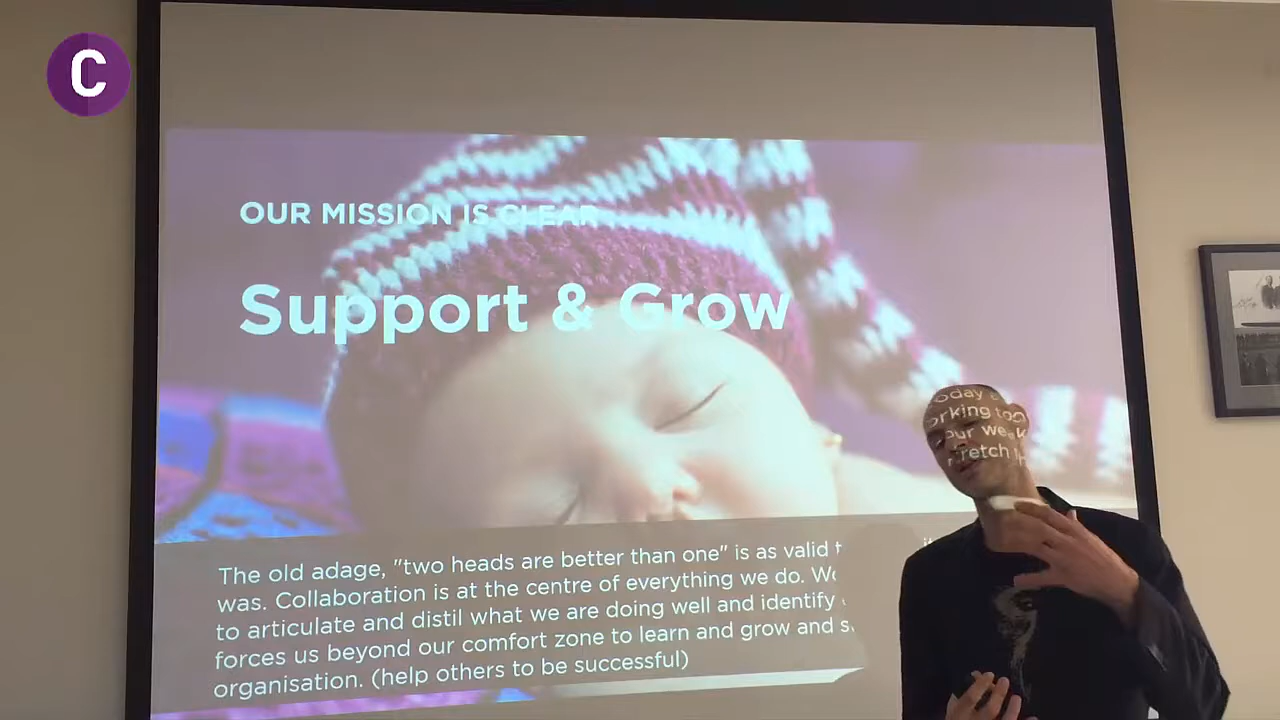 C
OUR MISSION IS CLEAR
Support & Grow
The old adage, "two heads are better than one" is as valid
was. Collaboration is at the centre of everything we do.
to articulate and distil what we are doing well and identify
forces us beyond our comfort zone to learn and grow and
organisation. (help others to be successful)